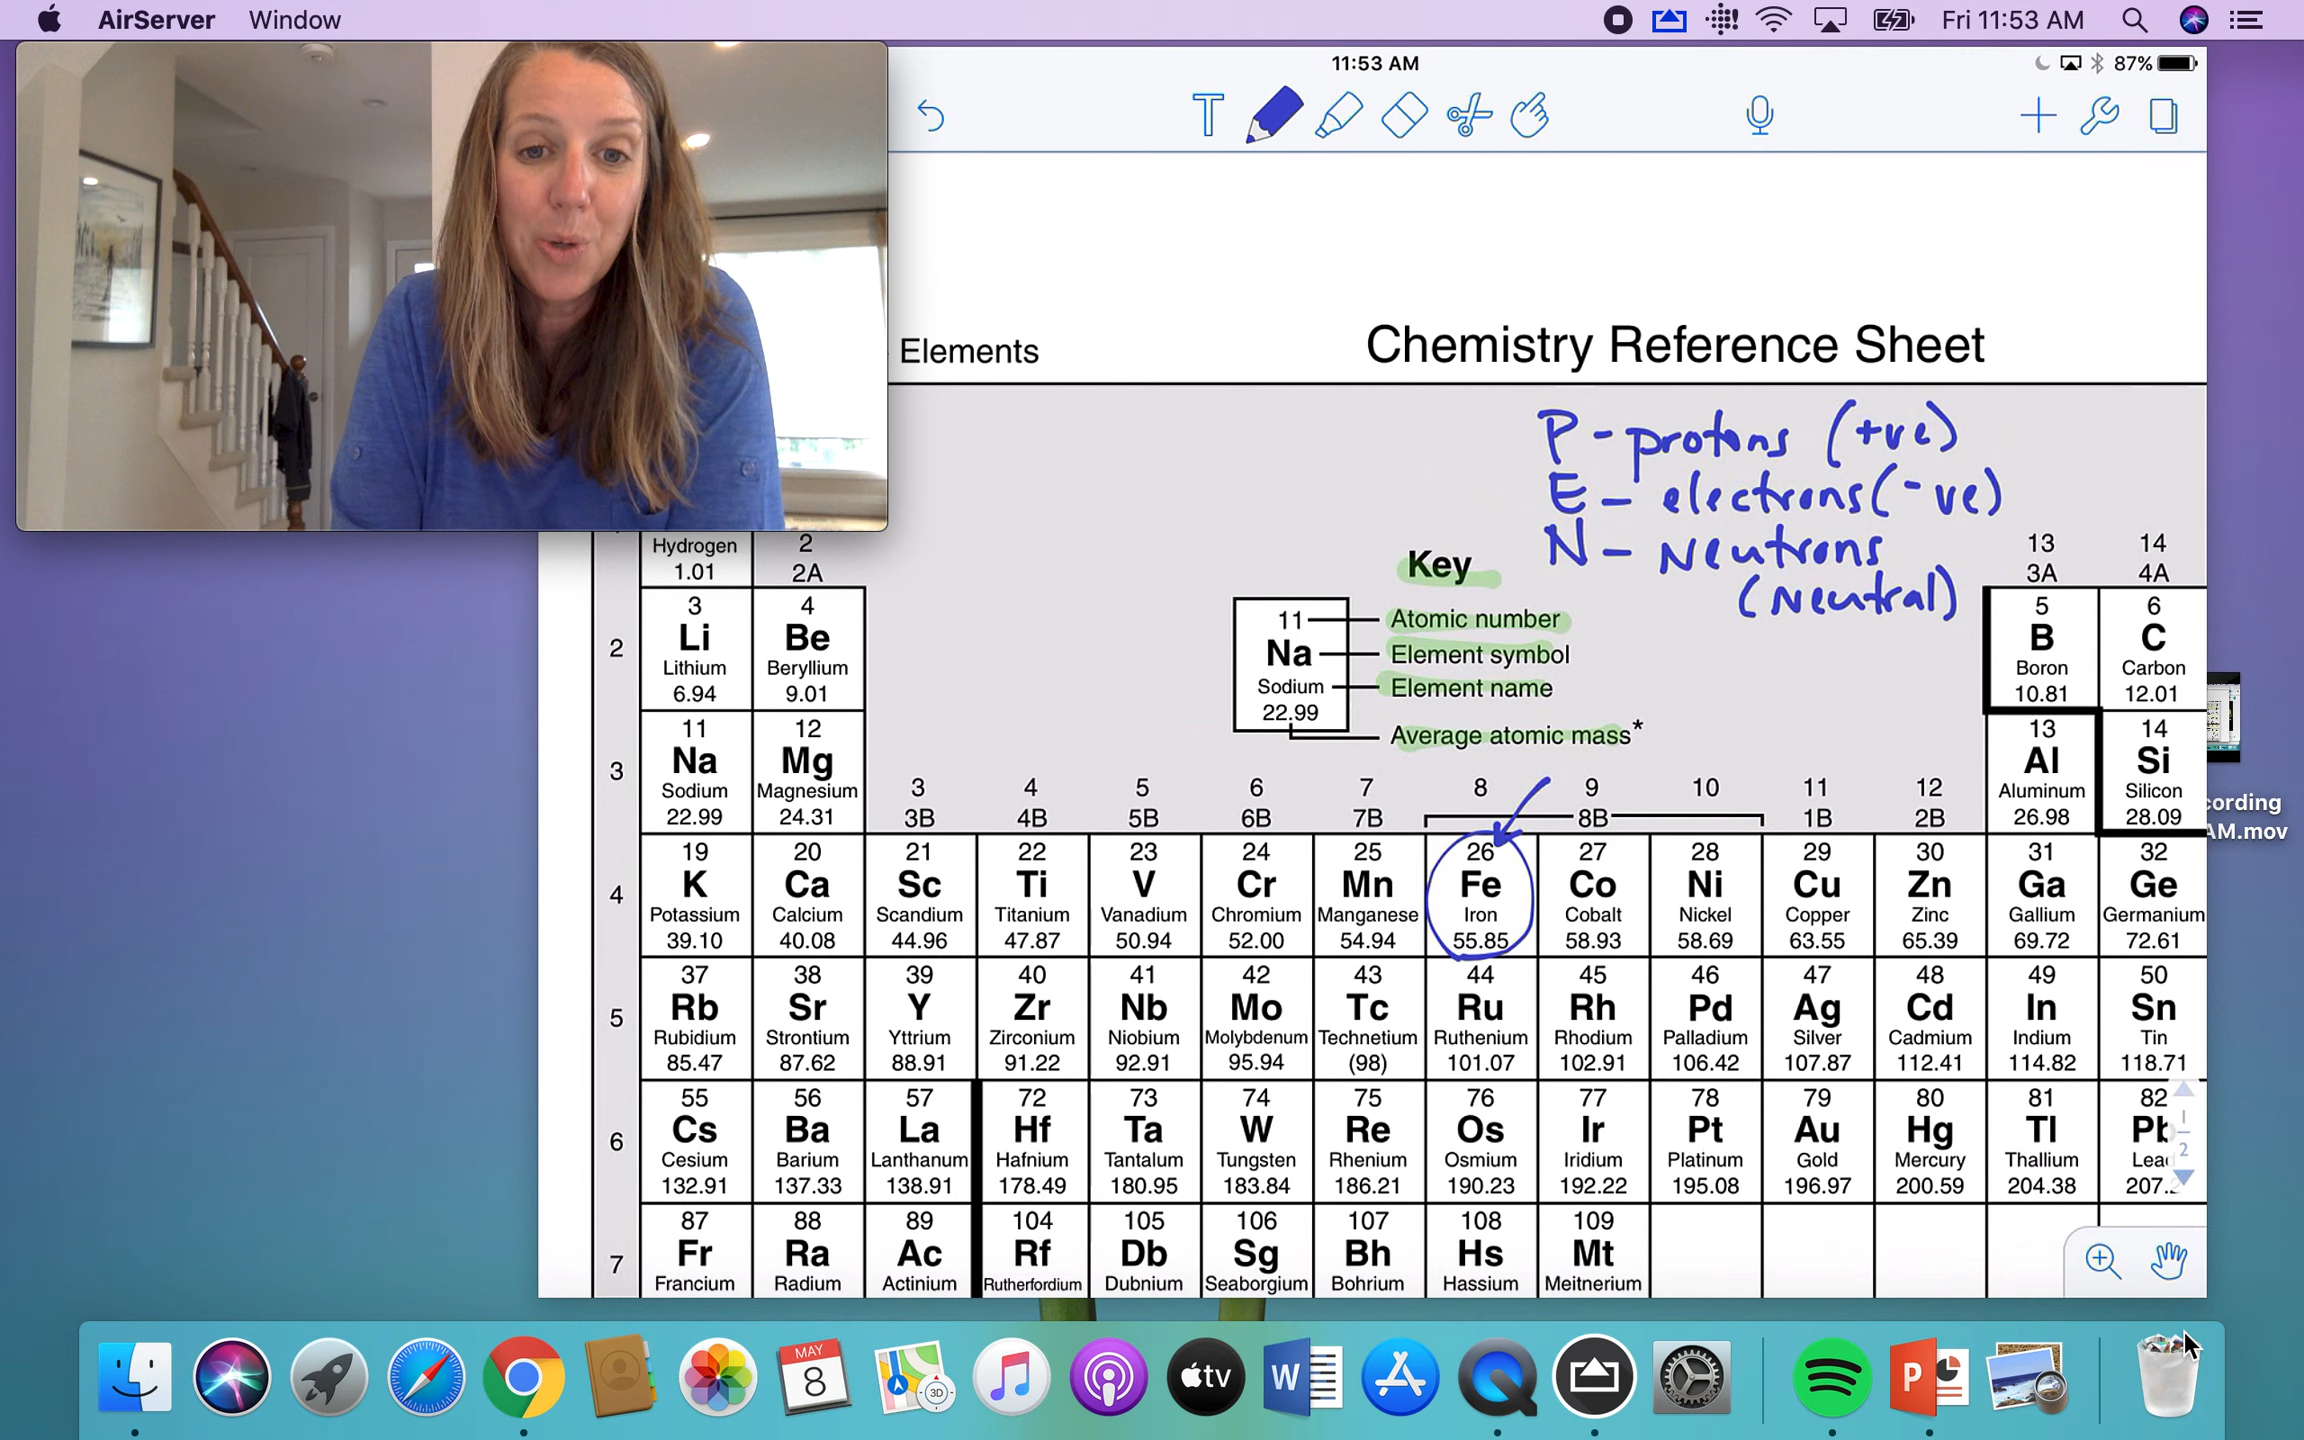 AirServer Window Fri 11:53 AM
11:53 AM 87%
T
Elements Chemistry Reference Sheet
P - protons (+ve)
E - electrons (-ve)
N - Neutrons
(Neutral)
Key
11 Atomic number
Na Element symbol
Sodium Element name
22.99
Average atomic mass*
Hydrogen 2 13 14
1.01 2A 3A 4A
3 4 5 6
2 Li Be B C
Lithium Beryllium Boron Carbon
6.94 9.01 10.81 12.01
11 12 13 14
3 Na Mg Al Si
Sodium Magnesium Aluminum Silicon
22.99 24.31 26.98 28.09
3 4 5 6 7 8 9 10 11 12
3B 4B 5B 6B 7B 8B 1B 2B
cording
AM.mov
19 20 21 22 23 24 25 26 27 28 29 30 31 32
4 K Ca Sc Ti V Cr Mn Fe Co Ni Cu Zn Ga Ge
Potassium Calcium Scandium Titanium Vanadium Chromium Manganese Iron Cobalt Nickel Copper Zinc Gallium Germanium
39.10 40.08 44.96 47.87 50.94 52.00 54.94 55.85 58.93 58.69 63.55 65.39 69.72 72.61
37 38 39 40 41 42 43 44 45 46 47 48 49 50
5 Rb Sr Y Zr Nb Mo Tc Ru Rh Pd Ag Cd In Sn
Rubidium Strontium Yttrium Zirconium Niobium Molybdenum Technetium Ruthenium Rhodium Palladium Silver Cadmium Indium Tin
85.47 87.62 88.91 91.22 92.91 95.94 (98) 101.07 102.91 106.42 107.87 112.41 114.82 118.71
55 56 57 72 73 74 75 76 77 78 79 80 81 82
6 Cs Ba La Hf Ta W Re Os Ir Pt Au Hg Tl Pb
Cesium Barium Lanthanum Hafnium Tantalum Tungsten Rhenium Osmium Iridium Platinum Gold Mercury Thallium Lead
132.91 137.33 138.91 178.49 180.95 183.84 186.21 190.23 192.22 195.08 196.97 200.59 204.38 207.
1
2
87 88 89 104 105 106 107 108 109
7 Fr Ra Ac Rf Db Sg Bh Hs Mt
Francium Radium Actinium Rutherfordium Dubnium Seaborgium Bohrium Hassium Meitnerium
MAY
8
3D
tv
W
P